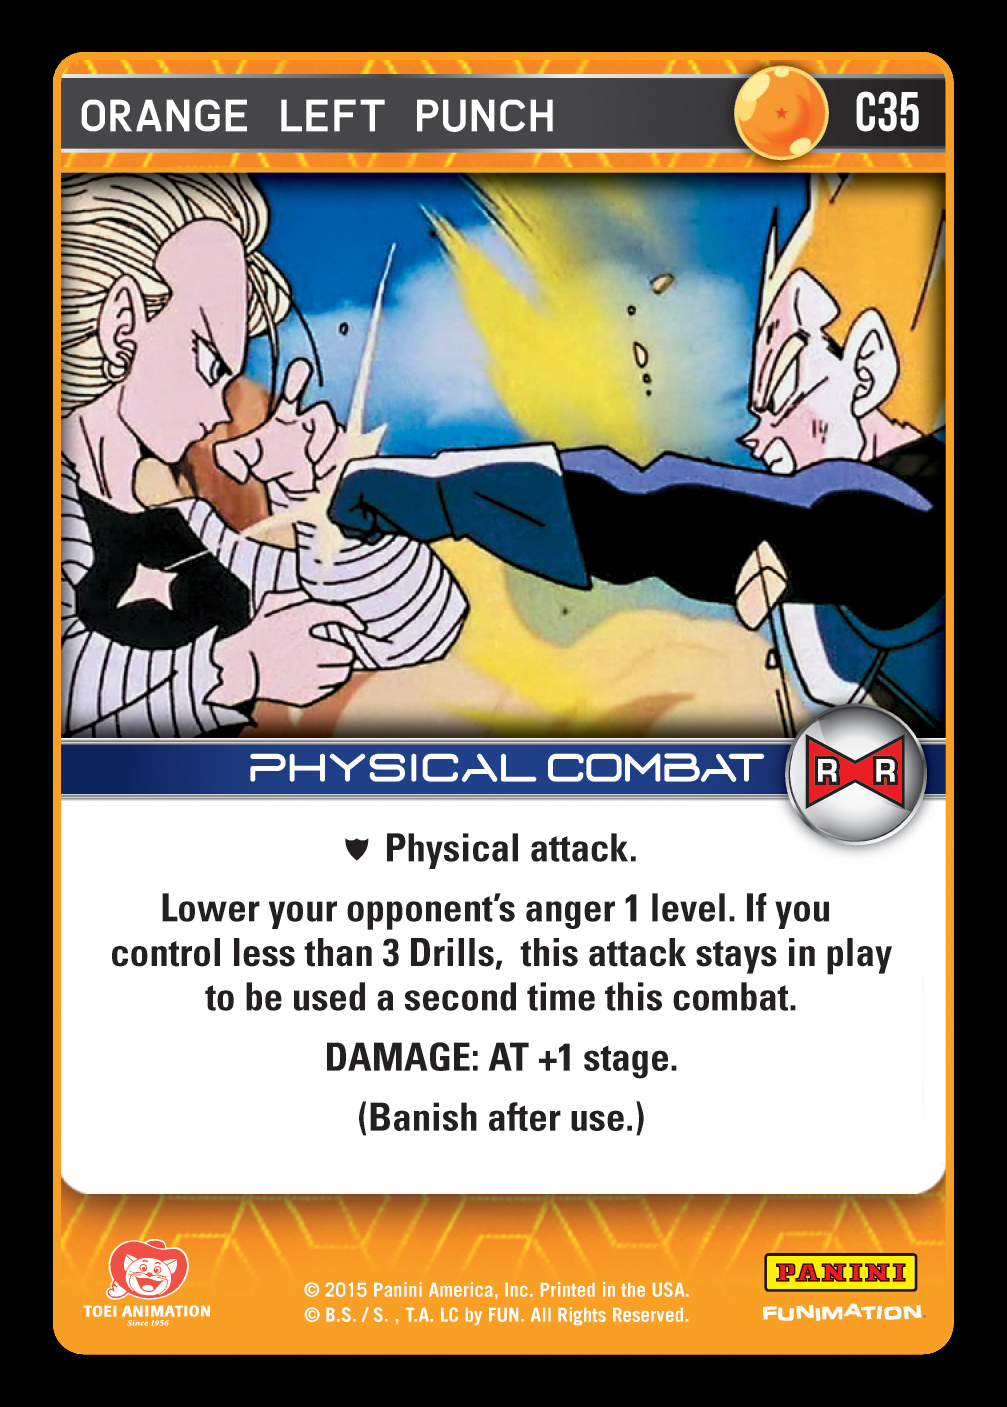 ORANGE LEFT PUNCH
C35
PHYSICAL COMBAT
R R
Physical attack.
Lower your opponent's anger 1 level. If you
control less than 3 Drills, this attack stays in play
to be used a second time this combat.
DAMAGE: AT +1 stage.
(Banish after use.)
TOEI ANIMATION
Since 1956
© 2015 Panini America, Inc. Printed in the USA.
© B.S. / S. , T.A. LC by FUN. All Rights Reserved.
PANINI
FUNIMATION